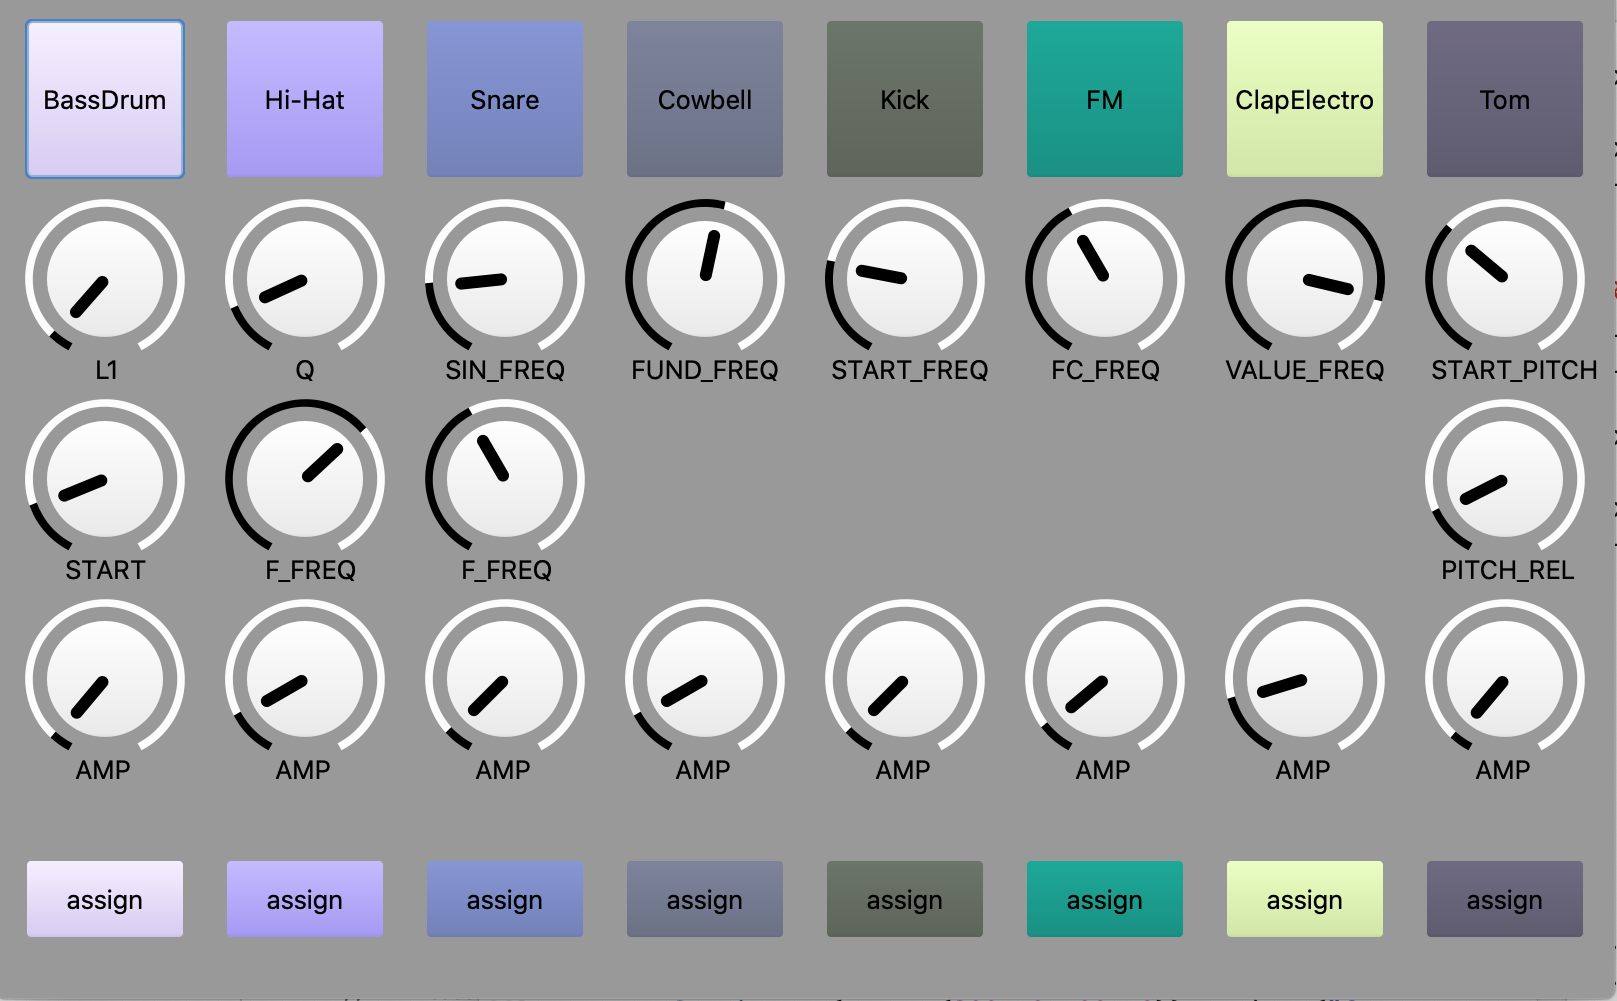 BassDrum Hi-Hat Snare Cowbell Kick FM ClapElectro Tom
L1 Q SIN_FREQ FUND_FREQ START_FREQ FC_FREQ VALUE_FREQ START_PITCH
START F_FREQ F_FREQ PITCH_REL
AMP AMP AMP AMP AMP AMP AMP AMP
assign assign assign assign assign assign assign assign